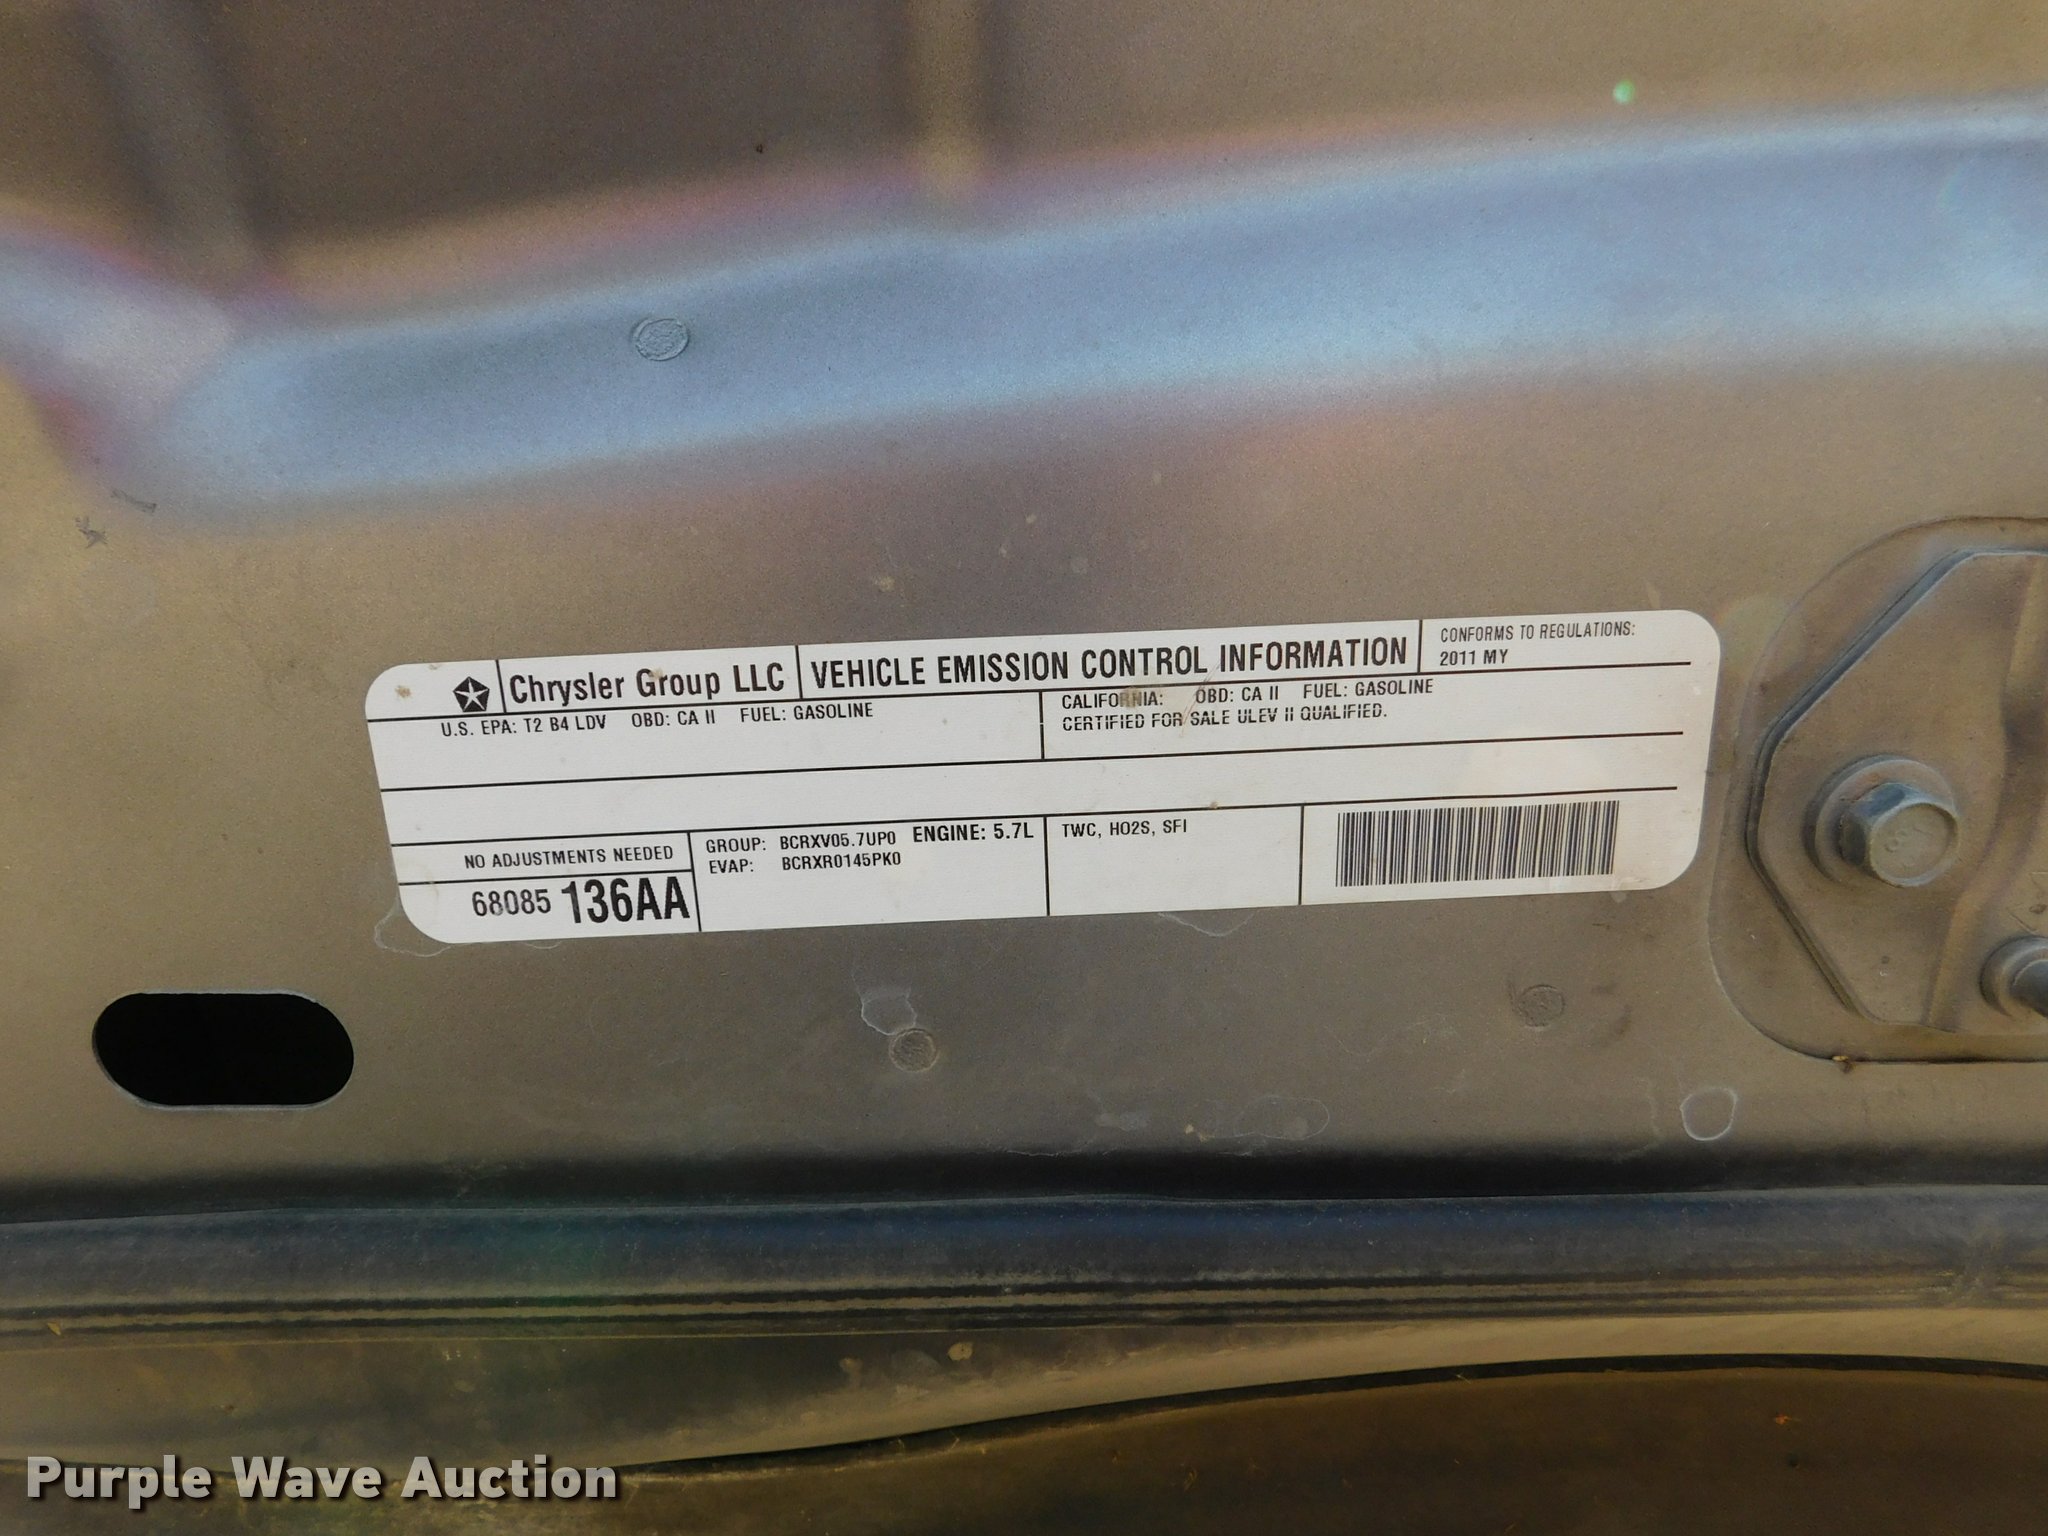 Chrysler Group LLC
VEHICLE EMISSION CONTROL INFORMATION
CONFORMS TO REGULATIONS:
2011 MY
U.S. EPA: T2 B4 LDV OBD: CA II FUEL: GASOLINE
CALIFORNIA: OBD: CA II FUEL: GASOLINE
CERTIFIED FOR SALE ULEV II QUALIFIED.
NO ADJUSTMENTS NEEDED
68085 136AA
GROUP: BCRXV05.7UP0 ENGINE: 5.7L
EVAP: BCRXR0145PK0
TWC, HO2S, SFI
Purple Wave Auction